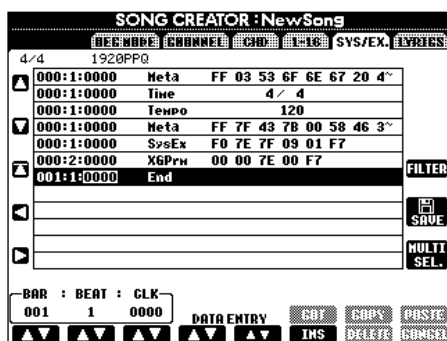 SONG CREATOR : NewSong
REC MODE CHANNEL CHD 1-16 SYS/EX. LYRICS
4/4 1920PPQ
000:1:0000 Meta FF 03 53 6F 6E 67 20 4~
000:1:0000 Time 4/ 4
000:1:0000 Tempo 120
000:1:0000 Meta FF 7F 43 7B 00 58 46 3~
000:1:0000 SysEx F0 7E 7F 09 01 F7
000:2:0000 XGPrm 00 00 7E 00 F7
001:1:0000 End
FILTER
SAVE
MULTI SEL.
BAR : BEAT : CLK
001 1 0000 DATA ENTRY CUT COPY PASTE
INS DELETE CANCEL